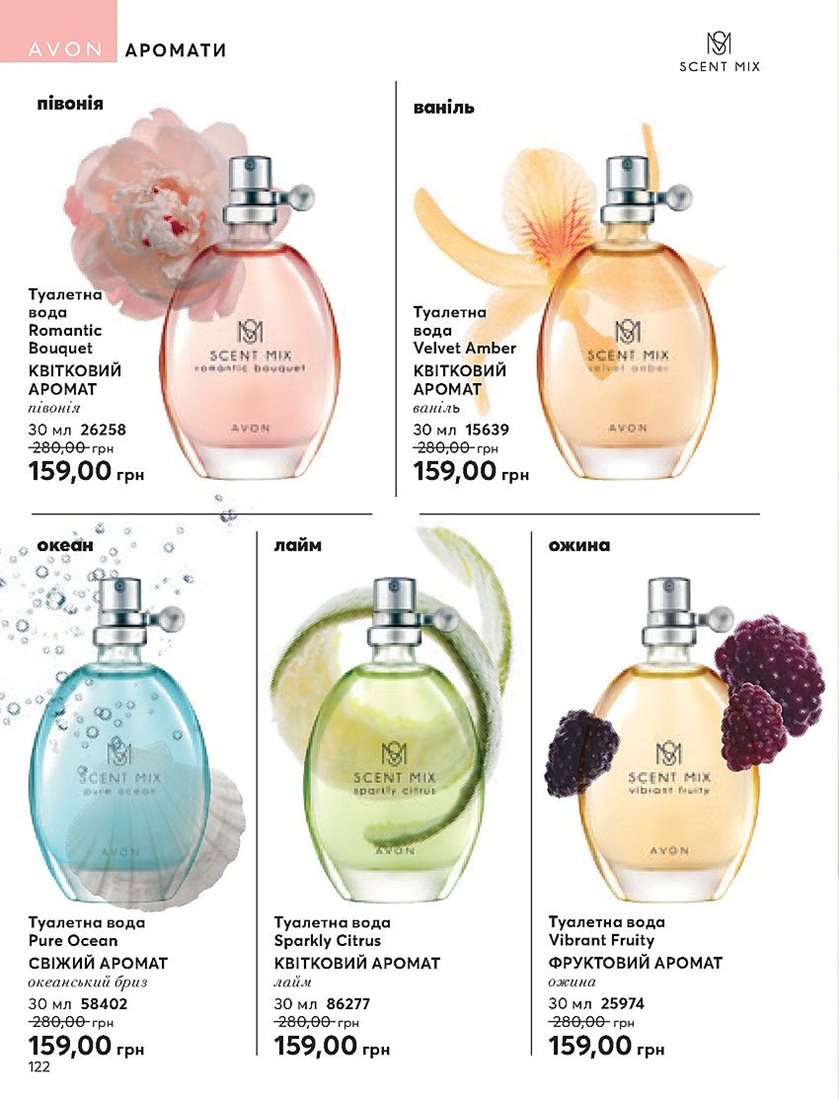 AVON АРОМАТИ
SCENT MIX
півонія
Туалетна
вода
Romantic
Bouquet
КВІТКОВИЙ
АРОМАТ
півонія
30 мл 26258
280,00 грн
159,00 грн
SCENT MIX
romantic bouquet
AVON
ваніль
Туалетна
вода
Velvet Amber
КВІТКОВИЙ
АРОМАТ
ваніль
30 мл 15639
280,00 грн
159,00 грн
SCENT MIX
velvet amber
AVON
океан
SCENT MIX
pure ocean
AVON
Туалетна вода
Pure Ocean
СВІЖИЙ АРОМАТ
океанський бриз
30 мл 58402
280,00 грн
159,00 грн
лайм
SCENT MIX
sparkly citrus
AVON
Туалетна вода
Sparkly Citrus
КВІТКОВИЙ АРОМАТ
лайм
30 мл 86277
280,00 грн
159,00 грн
ожина
SCENT MIX
vibrant fruity
AVON
Туалетна вода
Vibrant Fruity
ФРУКТОВИЙ АРОМАТ
ожина
30 мл 25974
280,00 грн
159,00 грн
122